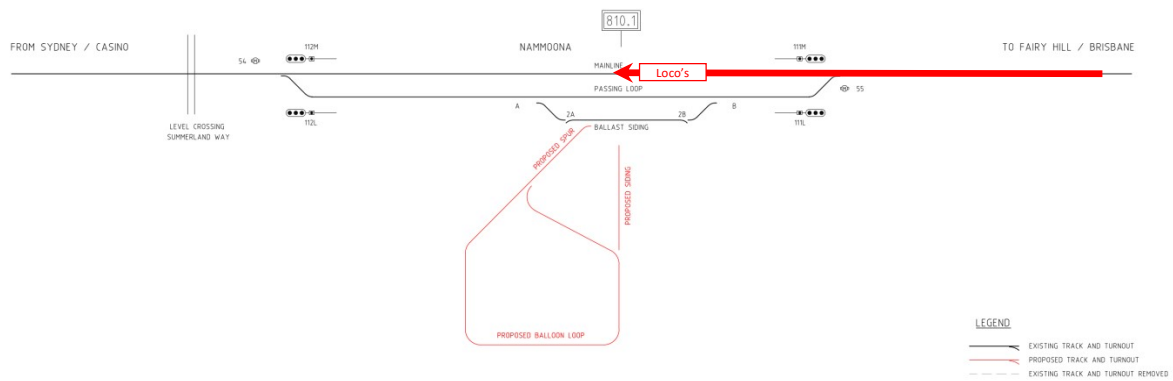 810.1
FROM SYDNEY / CASINO
112M
NAMMOONA
111M
TO FAIRY HILL / BRISBANE
54
MAINLINE
Loco's
PASSING LOOP
55
A
2A
2B
B
112L
BALLAST SIDING
111L
LEVEL CROSSING
SUMMERLAND WAY
PROPOSED SPUR
PROPOSED SIDING
PROPOSED BALLOON LOOP
LEGEND
EXISTING TRACK AND TURNOUT
PROPOSED TRACK AND TURNOUT
EXISTING TRACK AND TURNOUT REMOVED